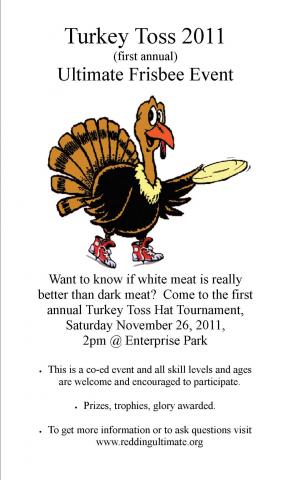 Turkey Toss 2011
(first annual)
Ultimate Frisbee Event
Want to know if white meat is really
better than dark meat?  Come to the first
annual Turkey Toss Hat Tournament,
Saturday November 26, 2011,
2pm @ Enterprise Park
• This is a co-ed event and all skill levels and ages
are welcome and encouraged to participate.
• Prizes, trophies, glory awarded.
• To get more information or to ask questions visit
www.reddingultimate.org